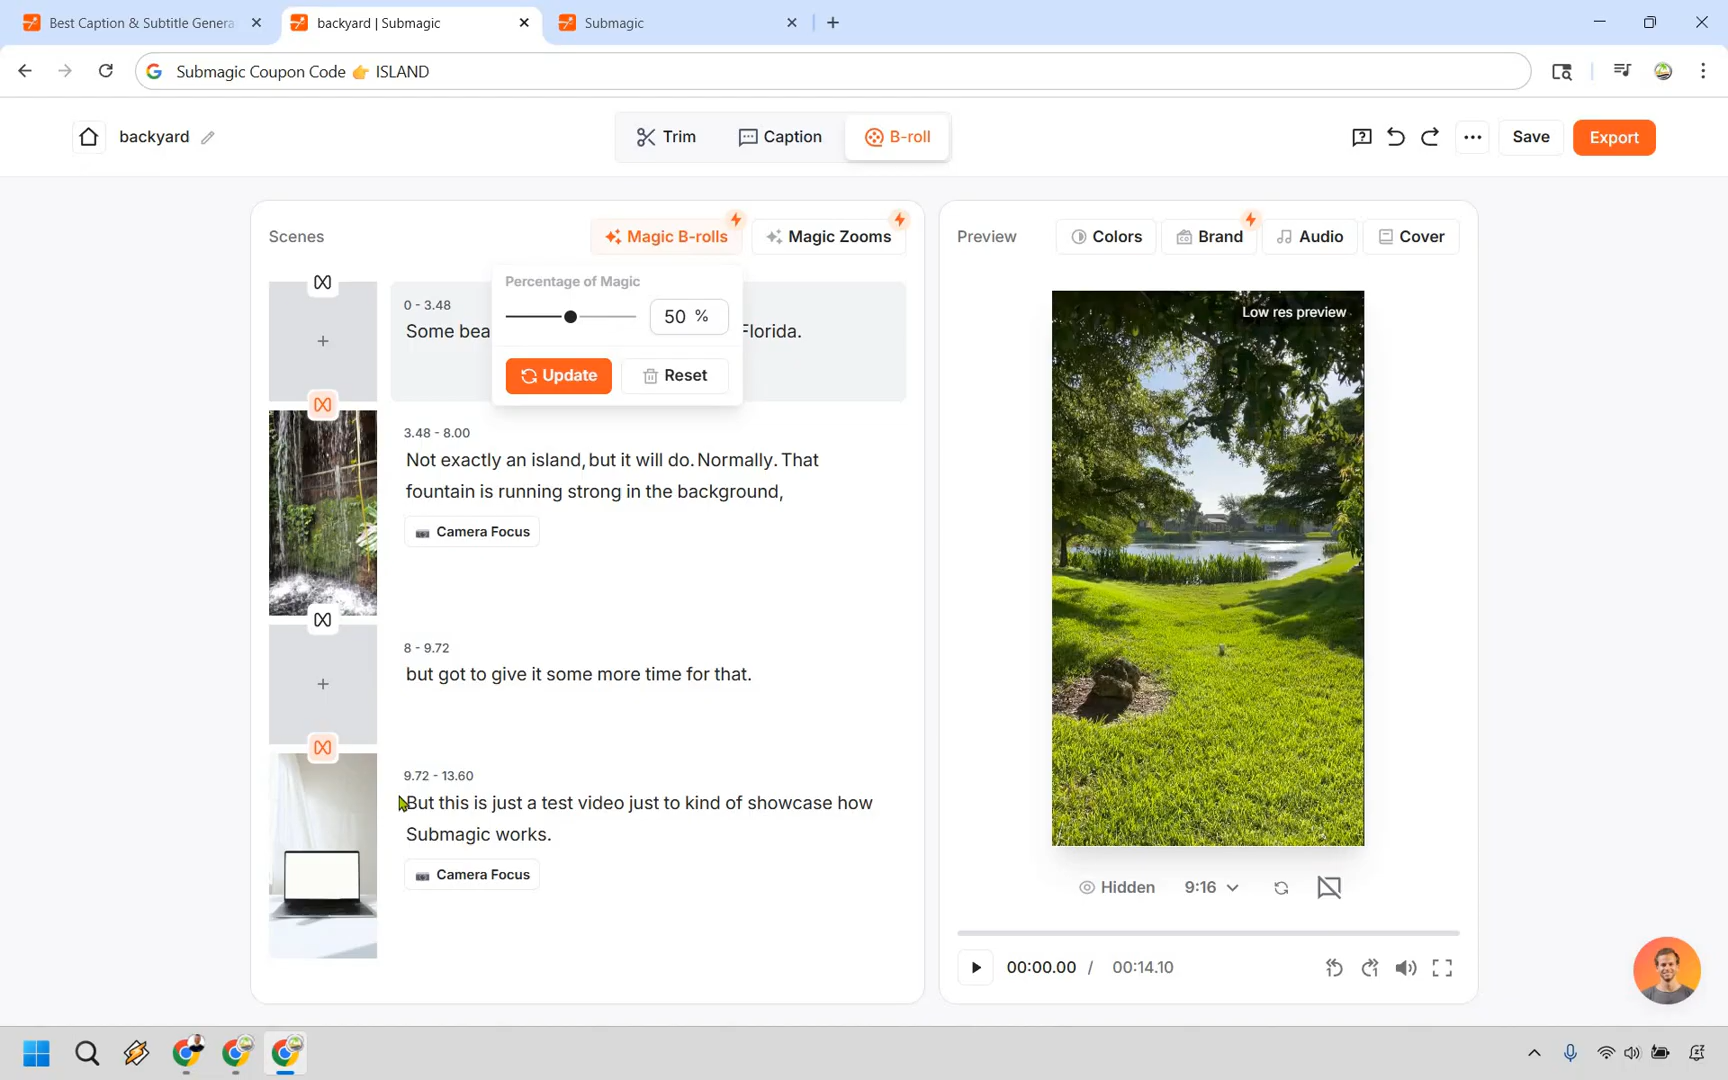 Best Caption & Subtitle Genera
backyard | Submagic
Submagic
Submagic Coupon Code 👉 ISLAND
backyard
Trim
Caption
B-roll
Save
Export
Scenes
Magic B-rolls
Magic Zooms
Preview
Colors
Brand
Audio
Cover
Percentage of Magic
50 %
Update
Reset
0 - 3.48
Some bea
Florida.
3.48 - 8.00
Not exactly an island, but it will do. Normally. That
fountain is running strong in the background,
Camera Focus
8 - 9.72
but got to give it some more time for that.
9.72 - 13.60
But this is just a test video just to kind of showcase how
Submagic works.
Camera Focus
Low res preview
Hidden
9:16
00:00.00 / 00:14.10